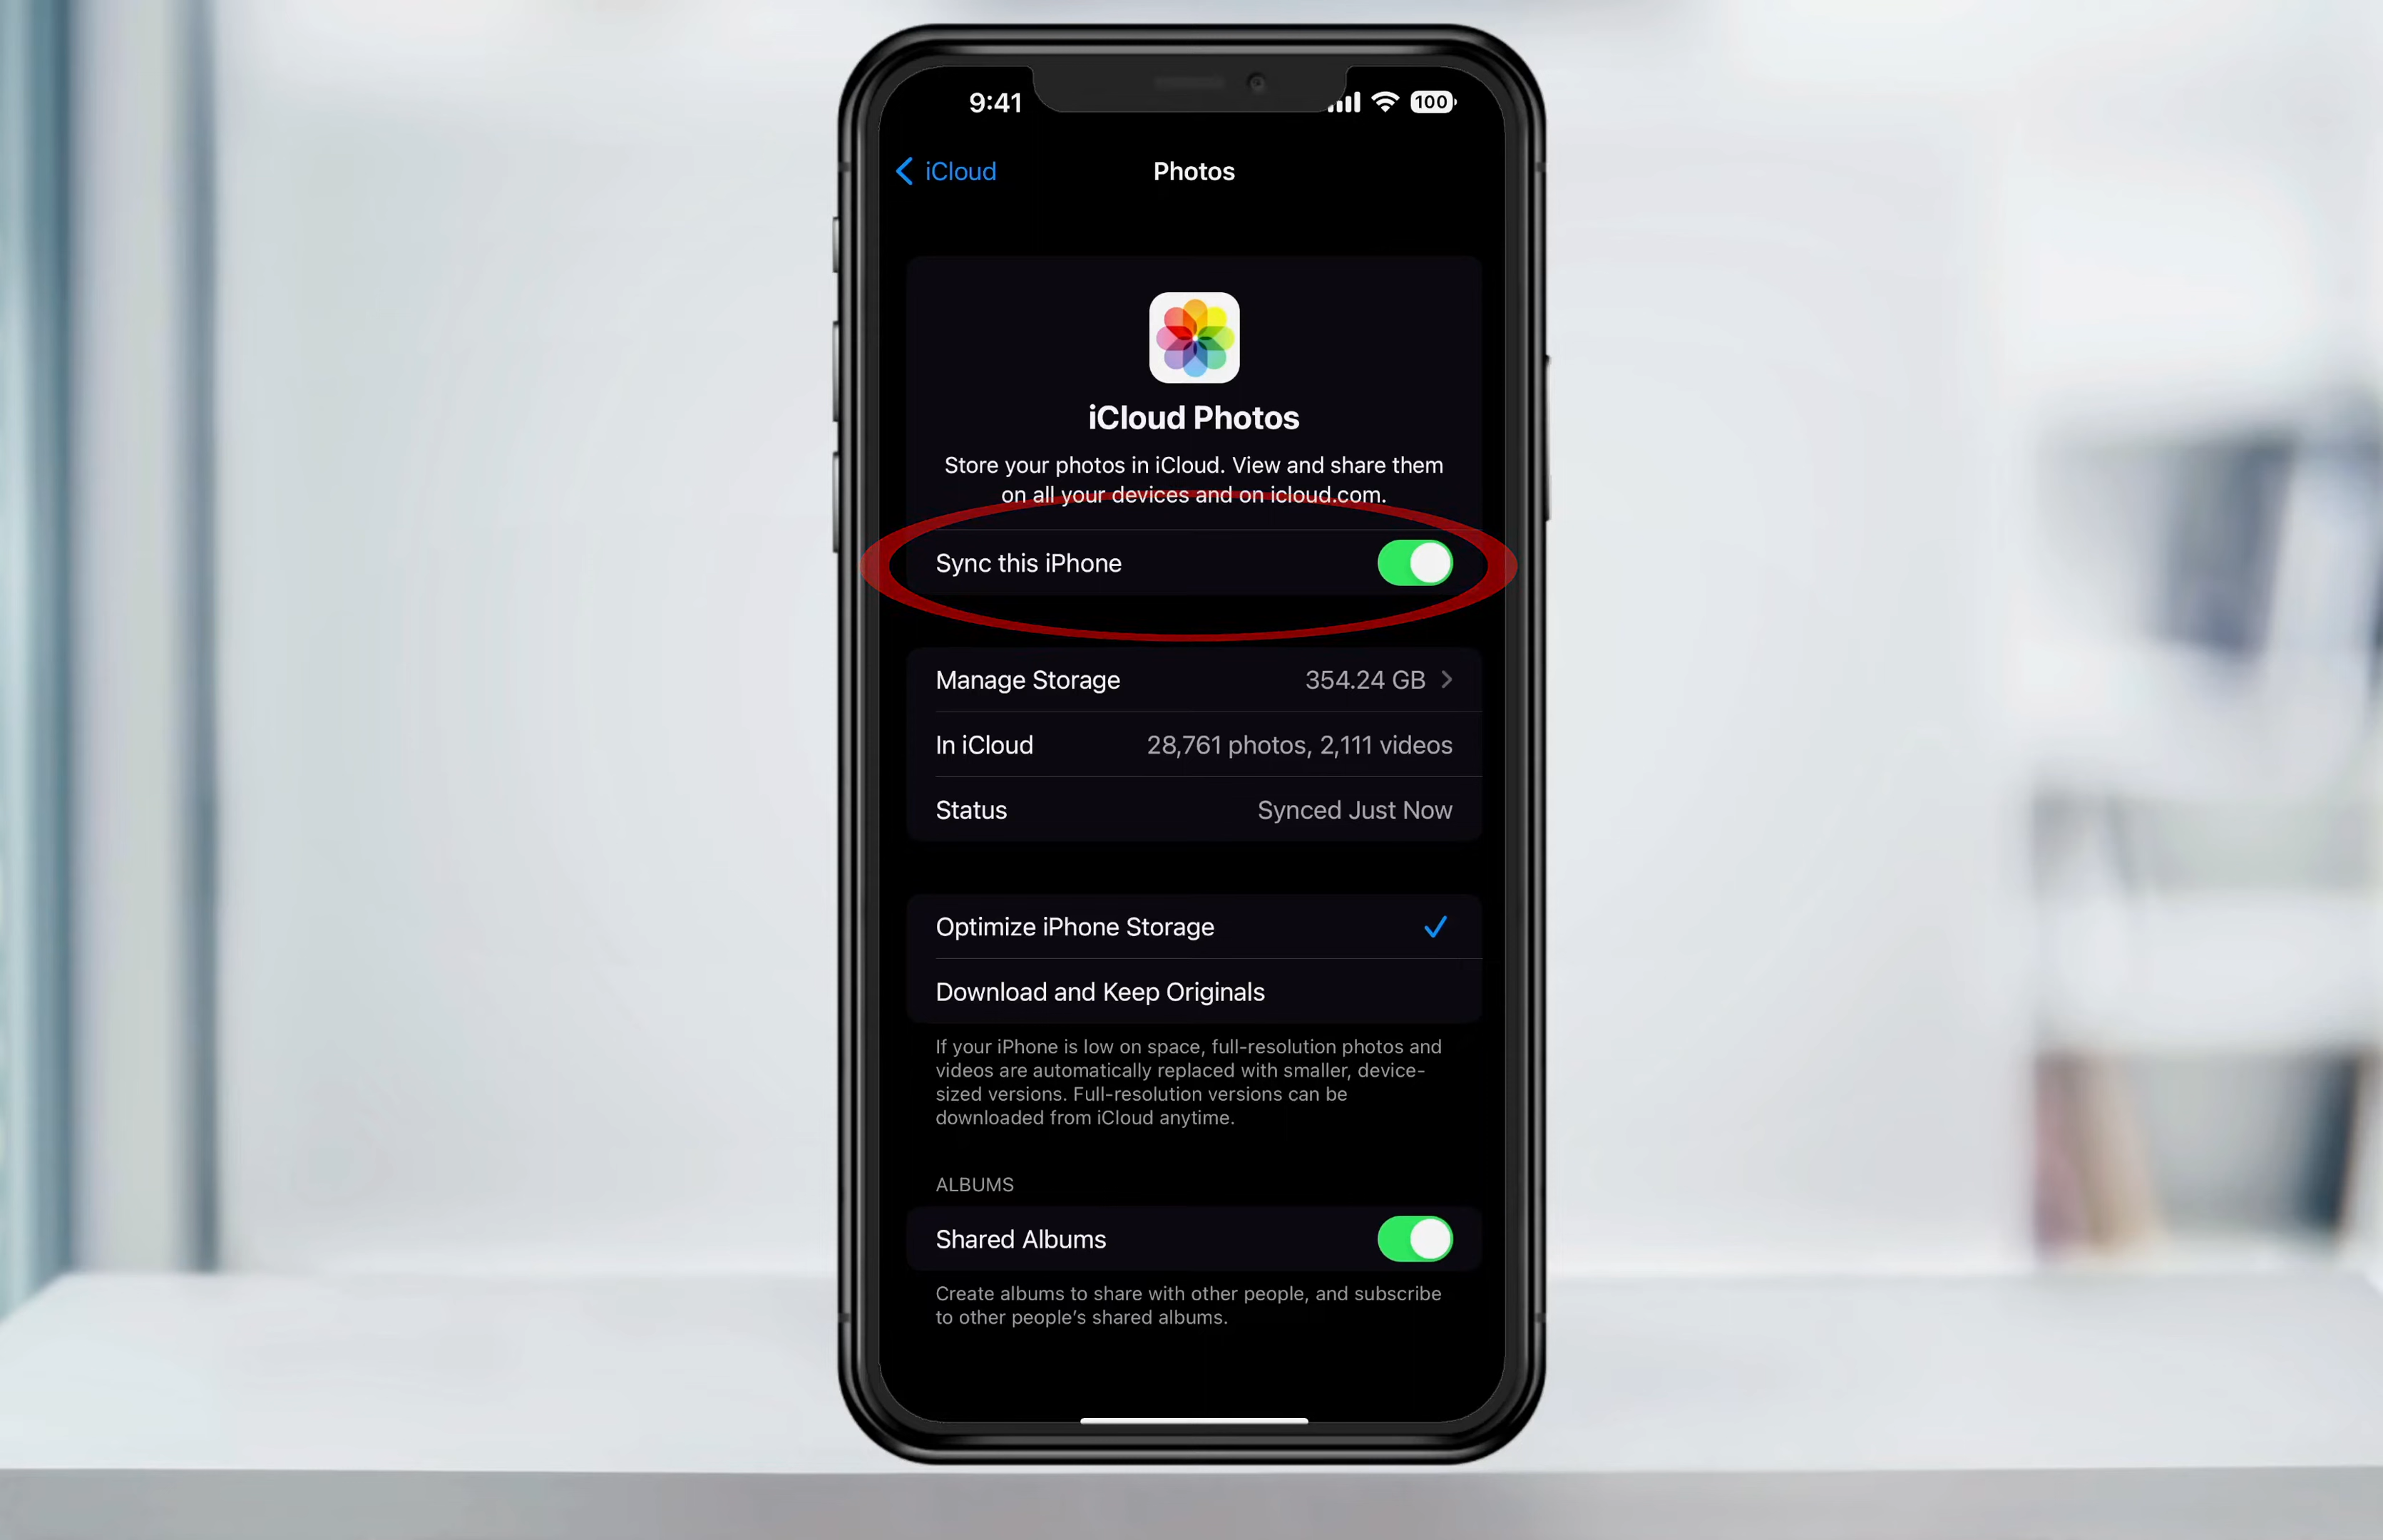 9:41
100
iCloud
Photos
iCloud Photos
Store your photos in iCloud. View and share them
on all your devices and on icloud.com.
Sync this iPhone
Manage Storage 354.24 GB
In iCloud 28,761 photos, 2,111 videos
Status Synced Just Now
Optimize iPhone Storage
Download and Keep Originals
If your iPhone is low on space, full-resolution photos and
videos are automatically replaced with smaller, device-
sized versions. Full-resolution versions can be
downloaded from iCloud anytime.
ALBUMS
Shared Albums
Create albums to share with other people, and subscribe
to other people’s shared albums.